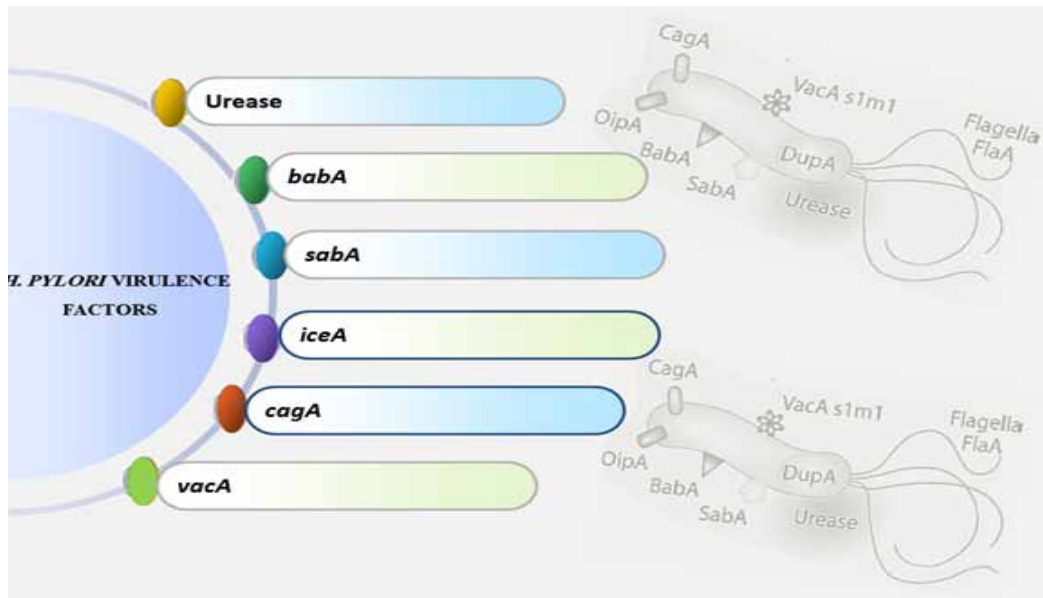 H. PYLORI VIRULENCE
FACTORS
Urease
babA
sabA
iceA
cagA
vacA
CagA
VacA s1m1
OipA
Flagella
FlaA
BabA
DupA
SabA
Urease
CagA
VacA s1m1
Flagella
FlaA
OipA
DupA
BabA
SabA
Urease